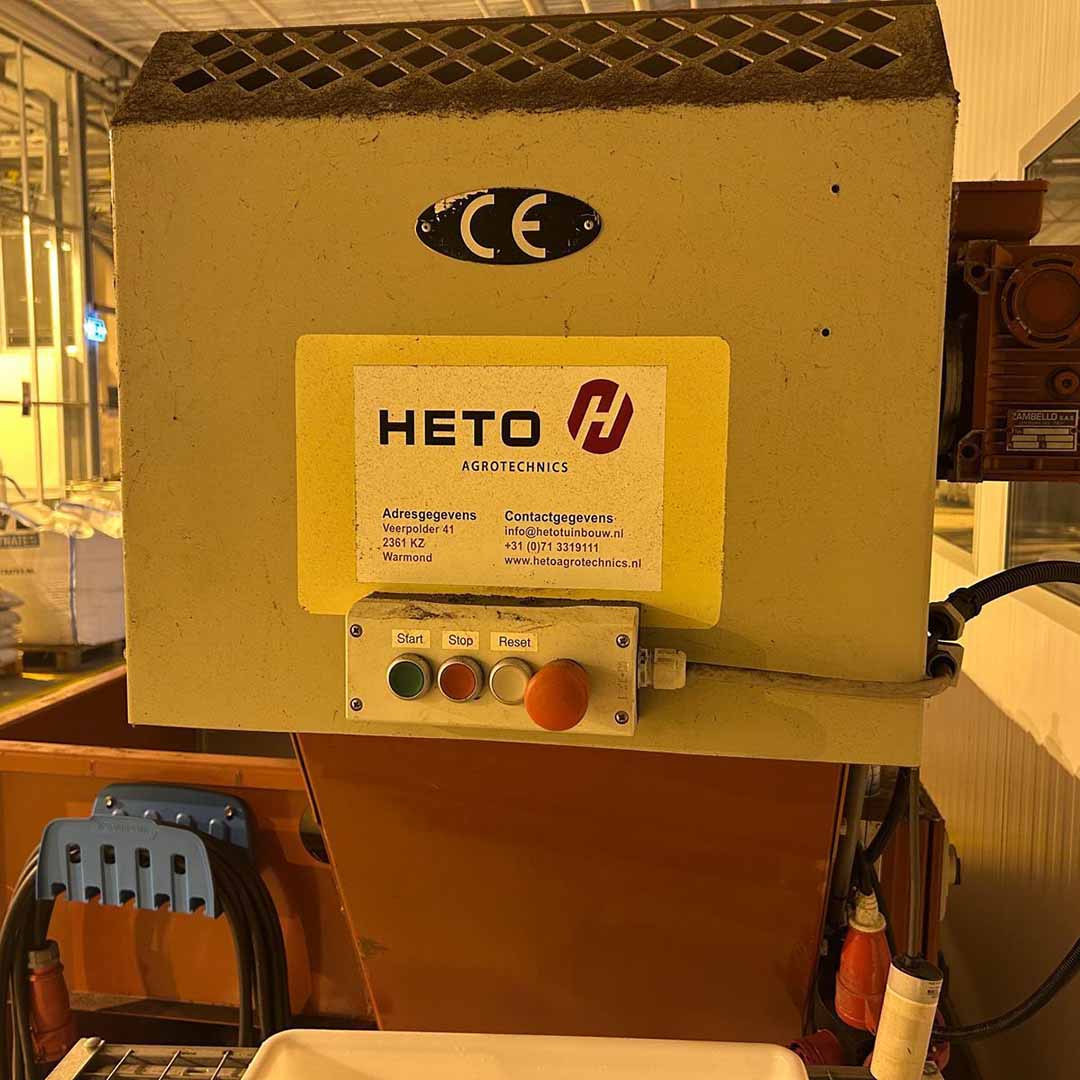 CE
HETO
AGROTECHNICS
Adresgegevens
Veerpolder 41
2361 KZ
Warmond
Contactgegevens
info@hetotuinbouw.nl
+31 (0)71 3319111
www.hetoagrotechnics.nl
Start Stop Reset
ZAMBELLO